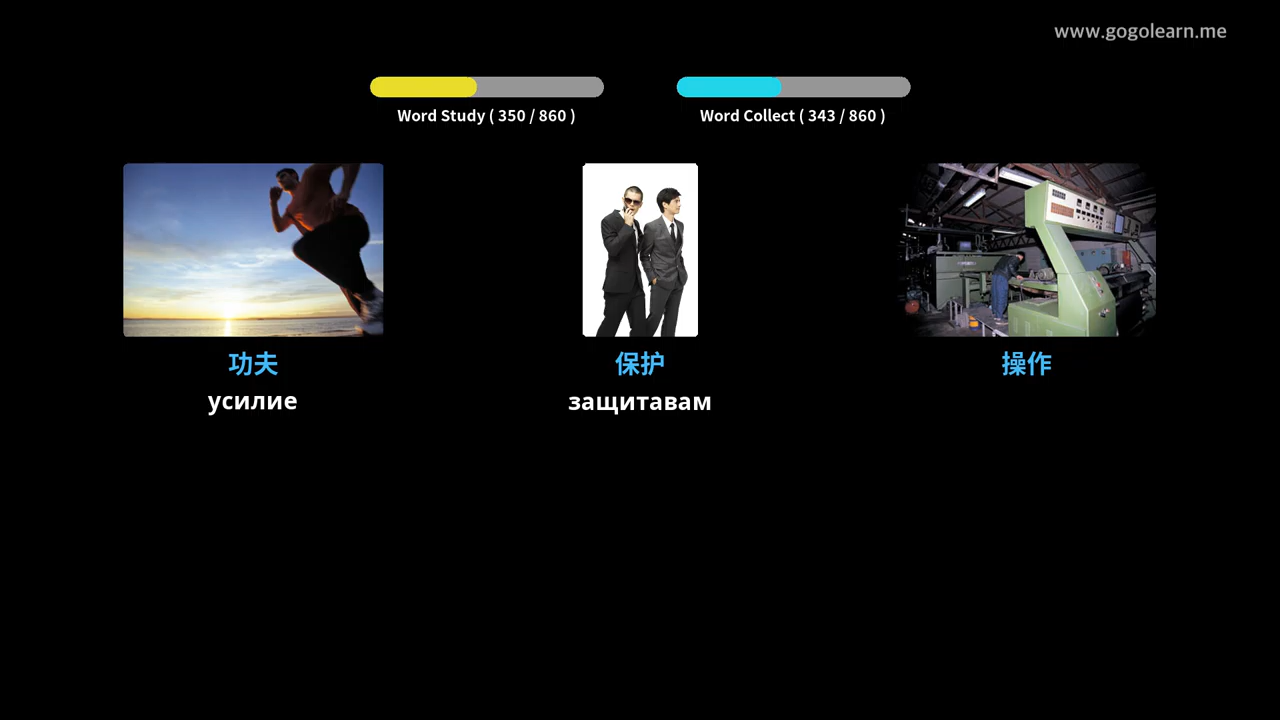 www.gogolearn.me
Word Study ( 350 / 860 )
Word Collect ( 343 / 860 )
功夫
усилие
保护
защитавам
操作